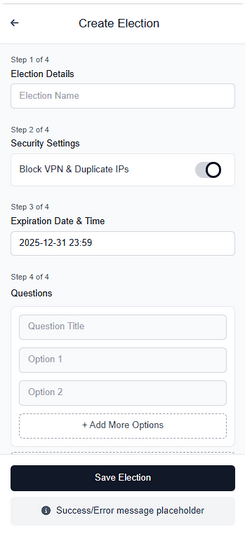 Create Election
Step 1 of 4
Election Details
Election Name
Step 2 of 4
Security Settings
Block VPN & Duplicate IPs
Step 3 of 4
Expiration Date & Time
2025-12-31 23:59
Step 4 of 4
Questions
Question Title
Option 1
Option 2
+ Add More Options
Save Election
Success/Error message placeholder